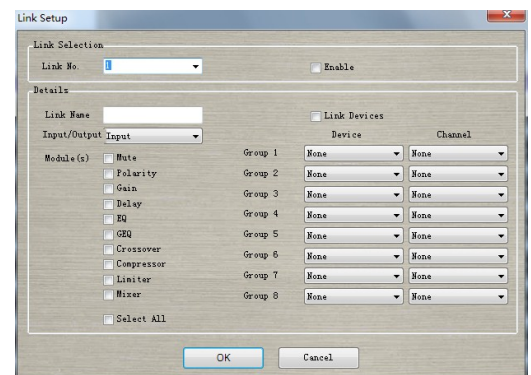 Link Setup
Link Selection
Link No. 1 Enable
Details
Link Name Link Devices
Input/Output Input Device Channel
Module(s) Mute Group 1 None None
Polarity Group 2 None None
Gain Group 3 None None
Delay Group 4 None None
EQ
GEQ Group 5 None None
Crossover Group 6 None None
Compressor
Limiter Group 7 None None
Mixer Group 8 None None
Select All
OK Cancel